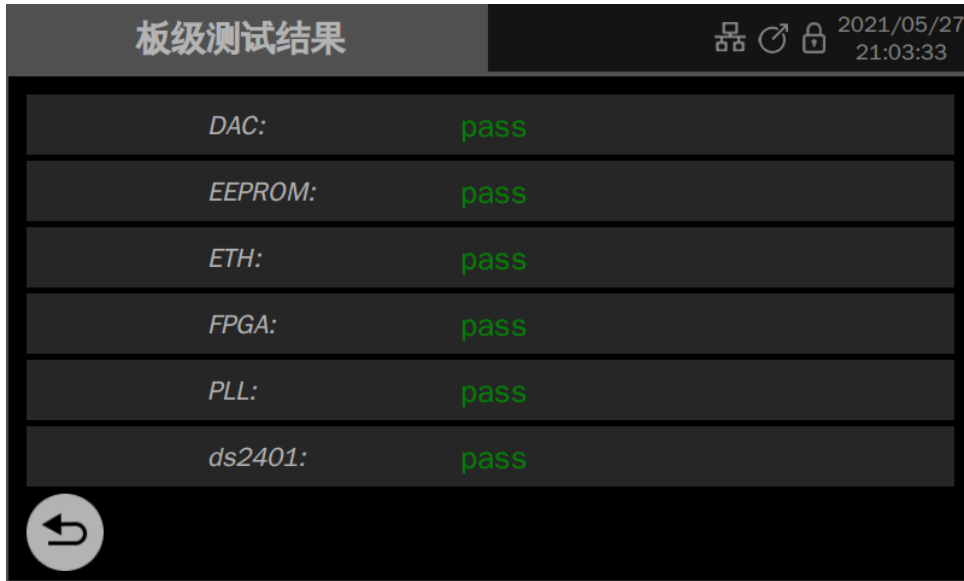 板级测试结果
2021/05/27
21:03:33
DAC: pass
EEPROM: pass
ETH: pass
FPGA: pass
PLL: pass
ds2401: pass